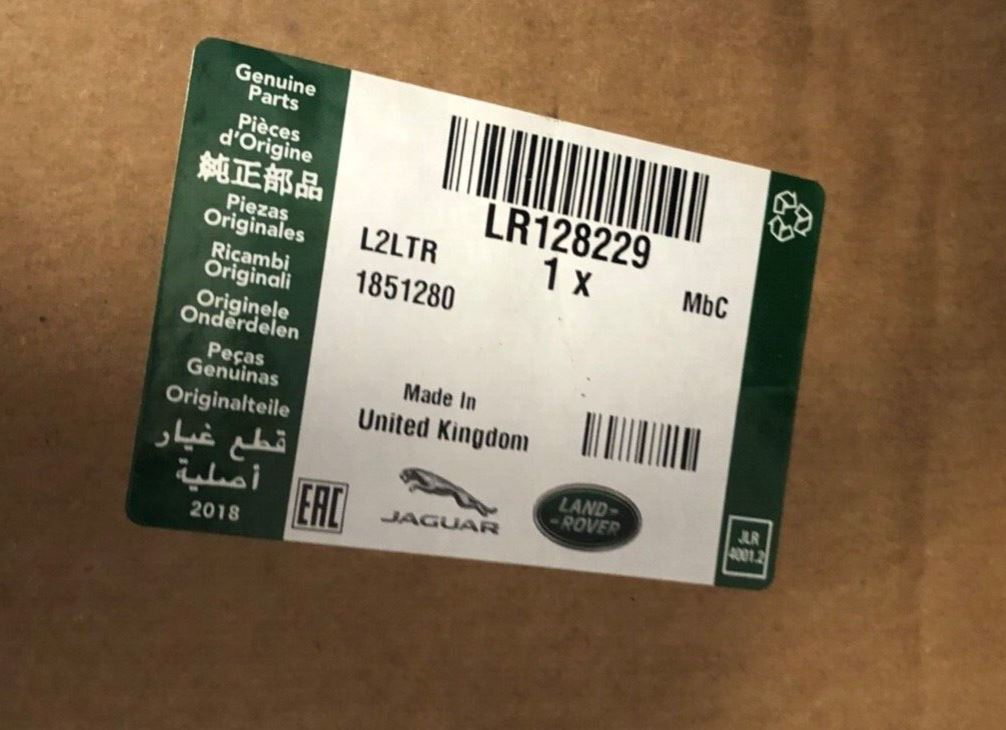 Genuine
Parts
Pièces
d'Origine
純正部品
Piezas
Originales
Ricambi
Originali
Originele
Onderdelen
Peças
Genuinas
Originalteile
قطع غيار
أصلية
2018
LR128229
1 x
L2LTR
1851280
MbC
Made In
United Kingdom
EAC
JAGUAR
LAND-
-ROVER
JLR
4001.2